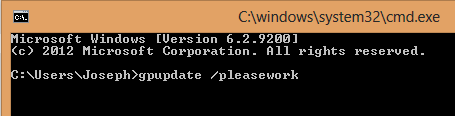 C:\windows\system32\cmd.exe
Microsoft Windows [Version 6.2.9200]
(c) 2012 Microsoft Corporation. All rights reserved.
C:\Users\Joseph>gpupdate /pleasework